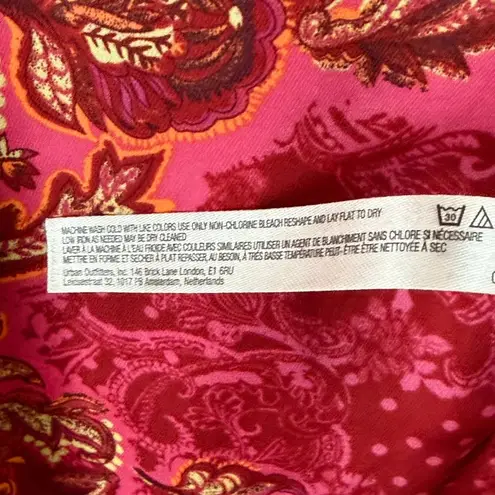 MACHINE WASH COLD WITH LIKE COLORS USE ONLY NON-CHLORINE BLEACH RESHAPE AND LAY FLAT TO DRY
LOW IRON AS NEEDED MAY BE DRY CLEANED
LAVER À LA MACHINE À L'EAU FROIDE AVEC COULEURS SIMILAIRES UTILISER UN AGENT DE BLANCHIMENT SANS CHLORE SI NÉCESSAIRE
METTRE EN FORME ET SÉCHER À PLAT REPASSER, AU BESOIN, À TRÈS BASSE TEMPÉRATURE PEUT-ÊTRE ÊTRE NETTOYÉE À SEC
Urban Outfitters, Inc. 146 Brick Lane London, E1 6RU
32, 1017 PB Amsterdam, Netherlands
30